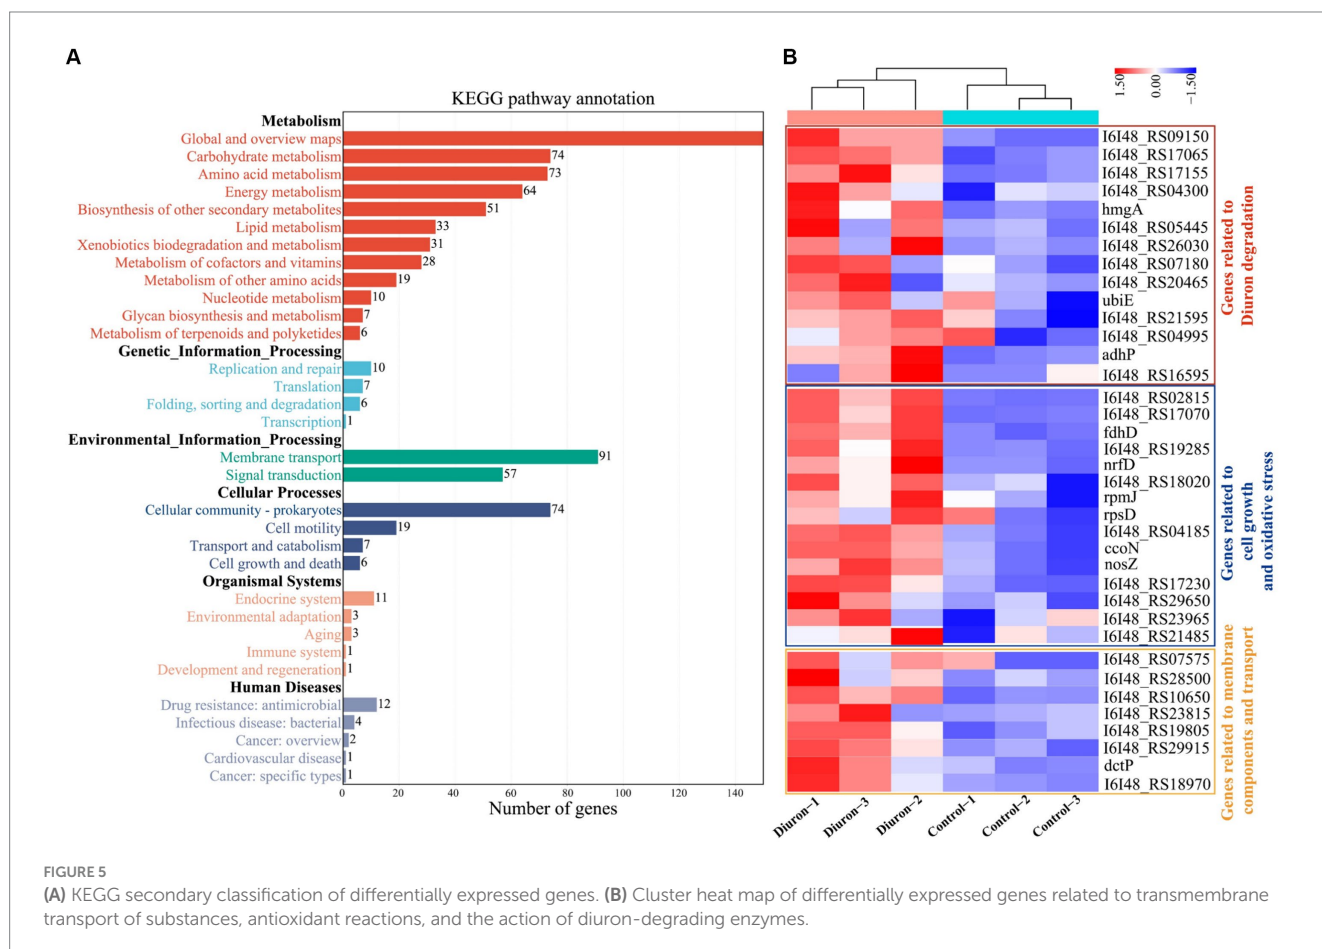 A
KEGG pathway annotation
Metabolism
Global and overview maps
Carbohydrate metabolism 74
Amino acid metabolism 73
Energy metabolism 64
Biosynthesis of other secondary metabolites 51
Lipid metabolism 33
Xenobiotics biodegradation and metabolism 31
Metabolism of cofactors and vitamins 28
Metabolism of other amino acids 19
Nucleotide metabolism 10
Glycan biosynthesis and metabolism 7
Metabolism of terpenoids and polyketides 6
Genetic_Information_Processing
Replication and repair 10
Translation 7
Folding, sorting and degradation 6
Transcription 1
Environmental_Information_Processing
Membrane transport 91
Signal transduction 57
Cellular Processes
Cellular community - prokaryotes 74
Cell motility 19
Transport and catabolism 7
Cell growth and death 6
Organismal Systems
Endocrine system 11
Environmental adaptation 3
Aging 3
Immune system 1
Development and regeneration 1
Human Diseases
Drug resistance: antimicrobial 12
Infectious disease: bacterial 4
Cancer: overview 2
Cardiovascular disease 1
Cancer: specific types 1
0 20 40 60 80 100 120 140
Number of genes
B
1.50 0.00 -1.50
I6I48_RS09150
I6I48_RS17065
I6I48_RS17155
I6I48_RS04300
hmgA
I6I48_RS05445
I6I48_RS26030
I6I48_RS07180
I6I48_RS20465
ubiE
I6I48_RS21595
I6I48_RS04995
adhP
I6I48_RS16595
Genes related to
Diuron degradation
I6I48_RS02815
I6I48_RS17070
fdhD
I6I48_RS19285
nrfD
I6I48_RS18020
rpmJ
rpsD
I6I48_RS04185
ccoN
nosZ
I6I48_RS17230
I6I48_RS29650
I6I48_RS23965
I6I48_RS21485
Genes related to
cell growth
and oxidative stress
I6I48_RS07575
I6I48_RS28500
I6I48_RS10650
I6I48_RS23815
I6I48_RS19805
I6I48_RS29915
dctP
I6I48_RS18970
Genes related to membrane
components and transport
Diuron-1 Diuron-3 Diuron-2 Control-1 Control-2 Control-3
FIGURE 5
(A) KEGG secondary classification of differentially expressed genes. (B) Cluster heat map of differentially expressed genes related to transmembrane
transport of substances, antioxidant reactions, and the action of diuron-degrading enzymes.